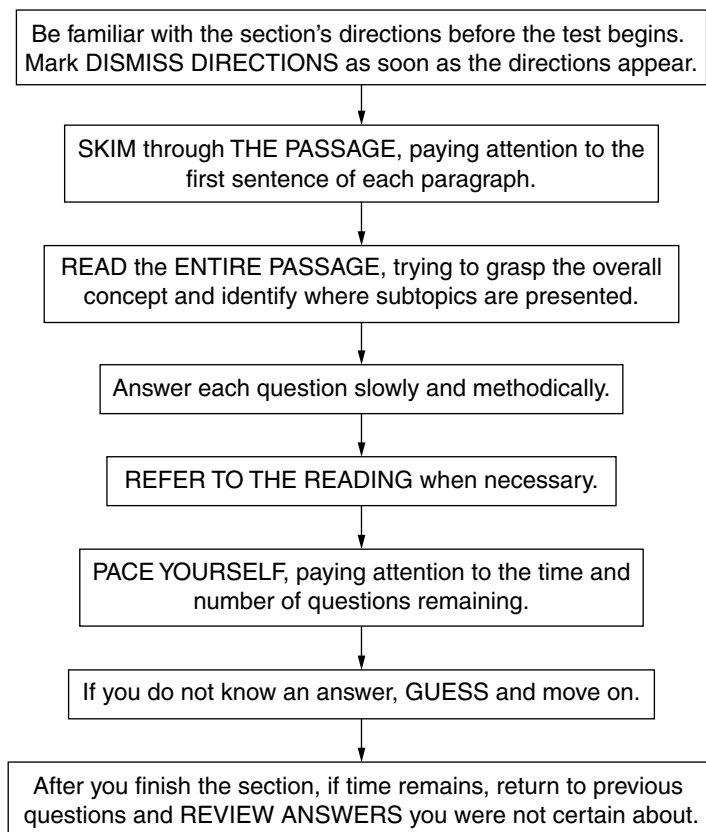 Be familiar with the section’s directions before the test begins.
Mark DISMISS DIRECTIONS as soon as the directions appear.
SKIM through THE PASSAGE, paying attention to the
first sentence of each paragraph.
READ the ENTIRE PASSAGE, trying to grasp the overall
concept and identify where subtopics are presented.
Answer each question slowly and methodically.
REFER TO THE READING when necessary.
PACE YOURSELF, paying attention to the time and
number of questions remaining.
If you do not know an answer, GUESS and move on.
After you finish the section, if time remains, return to previous
questions and REVIEW ANSWERS you were not certain about.